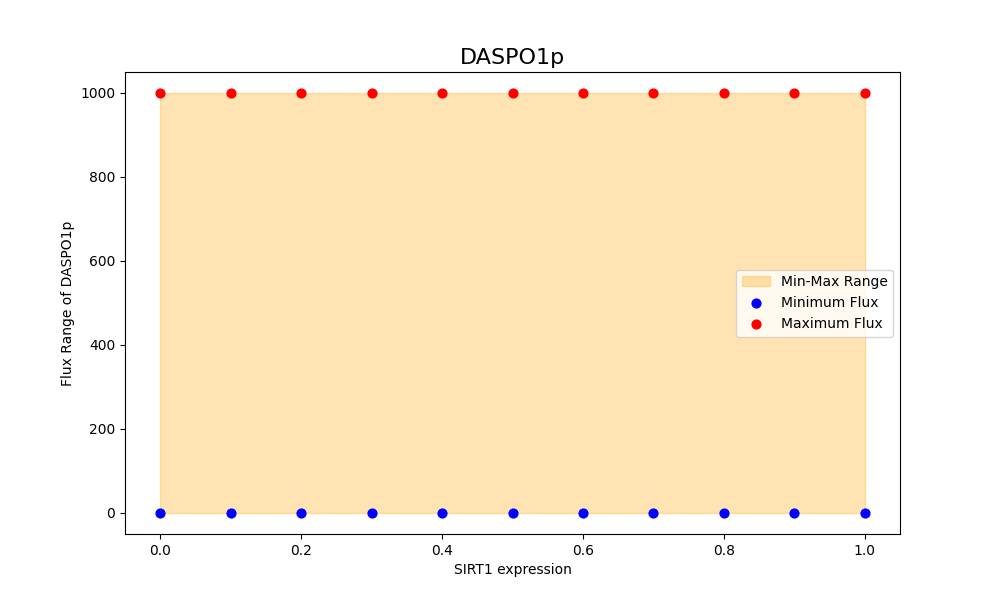 DASPO1p
Flux Range of DASPO1p
1000
800
600
400
200
0
Min-Max Range
Minimum Flux
Maximum Flux
0.0 0.2 0.4 0.6 0.8 1.0
SIRT1 expression